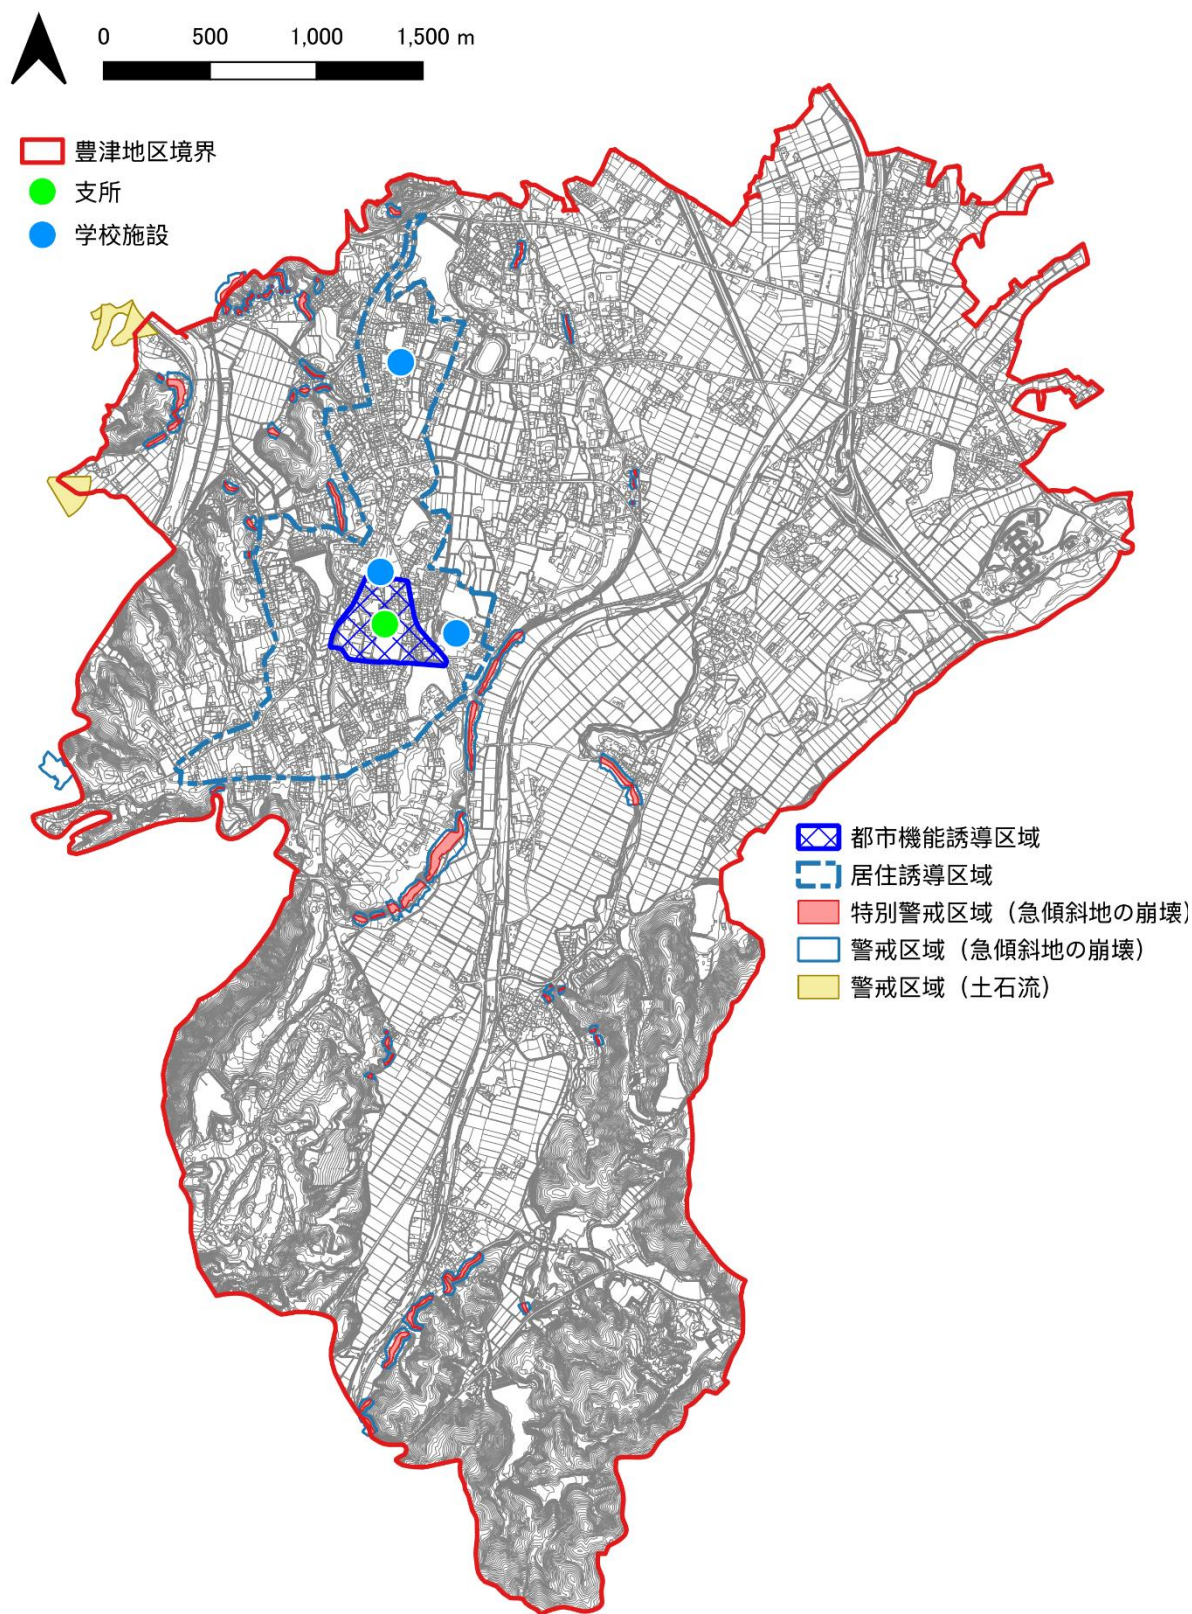 0 500 1,000 1,500 m
豊津地区境界
支所
学校施設
都市機能誘導区域
居住誘導区域
特別警戒区域（急傾斜地の崩壊）
警戒区域（急傾斜地の崩壊）
警戒区域（土石流）